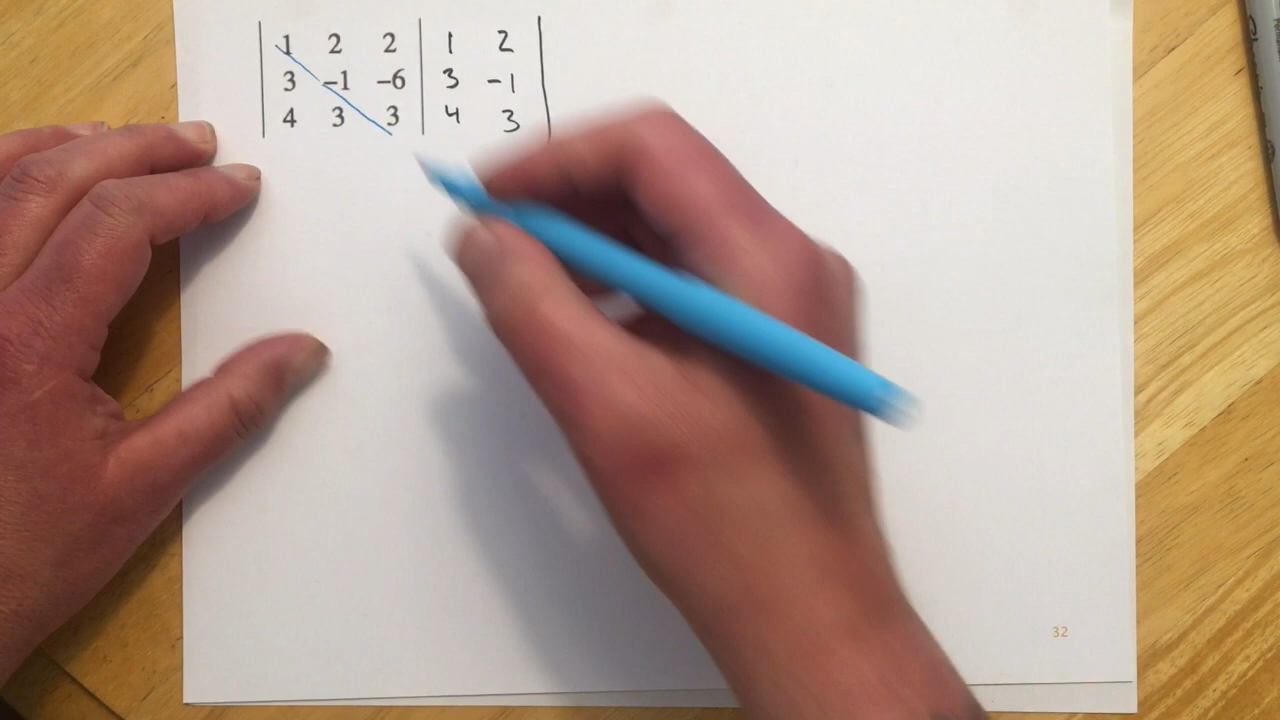 | 1 2 2 | 1 2 |
| 3 –1 –6 | 3 -1 |
| 4 3 3 | 4 3 |
32